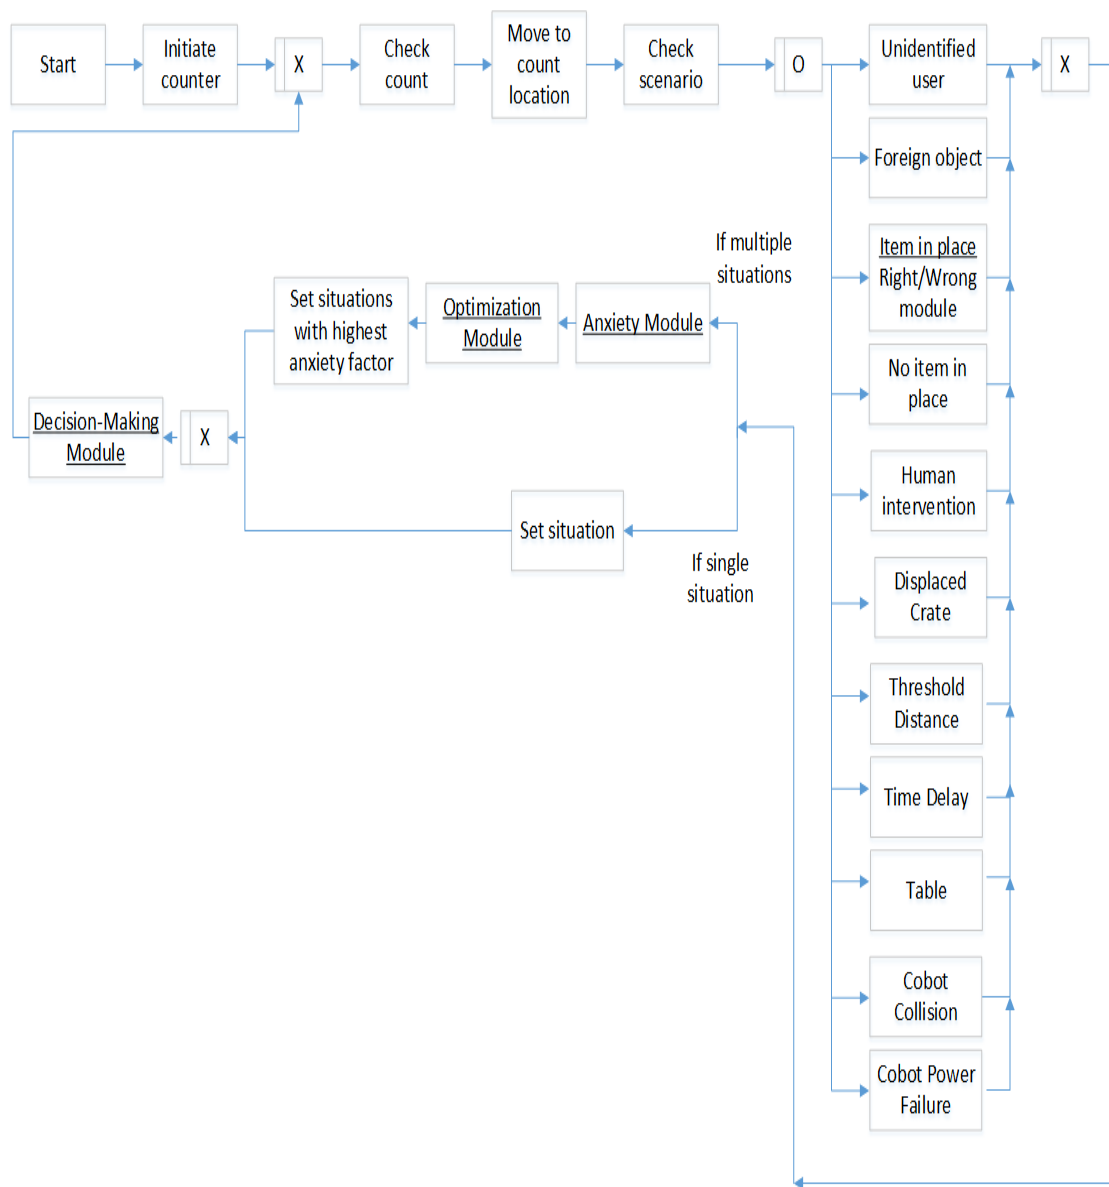 Start
Initiate
counter
X
Check
count
Move to
count
location
Check
scenario
O
Unidentified
user
X
Foreign object
Item in place
Right/Wrong
module
No item in
place
Human
intervention
Displaced
Crate
Threshold
Distance
Time Delay
Table
Cobot
Collision
Cobot Power
Failure
If multiple
situations
Anxiety Module
Optimization
Module
Set situations
with highest
anxiety factor
If single
situation
Set situation
X
Decision-Making
Module